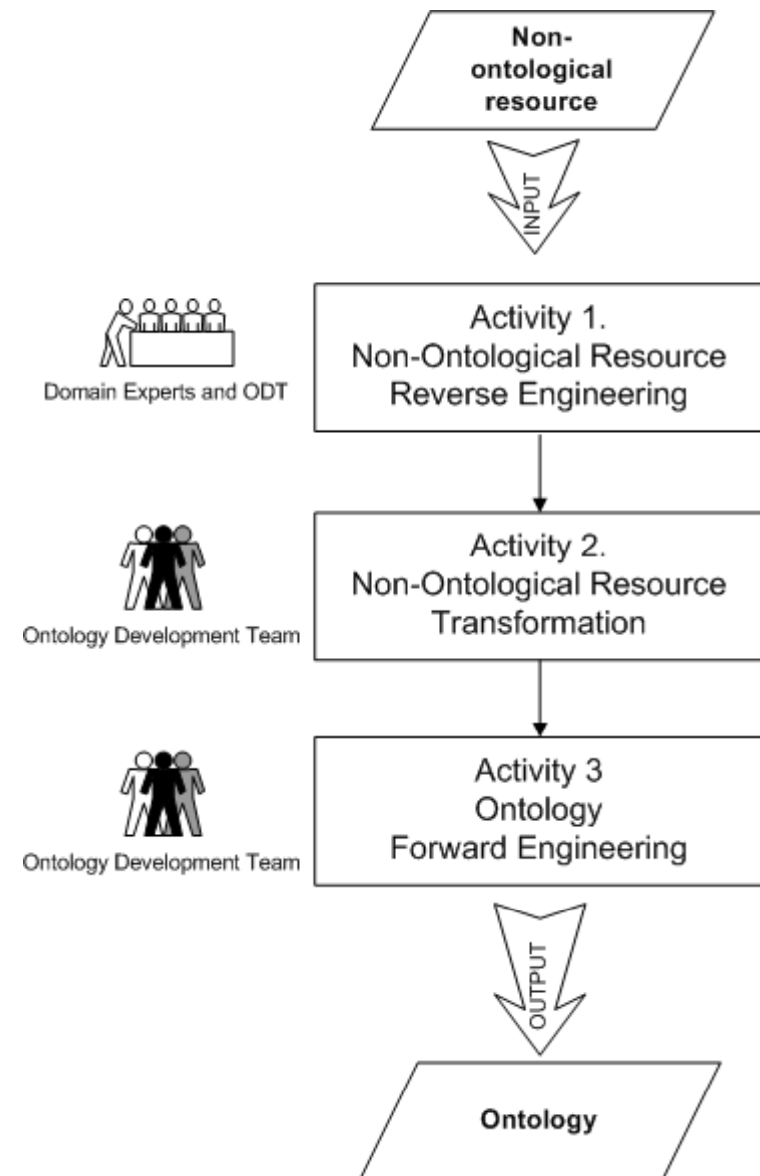 Non-
ontological
resource
INPUT
Activity 1.
Non-Ontological Resource
Reverse Engineering
Domain Experts and ODT
Activity 2.
Non-Ontological Resource
Transformation
Ontology Development Team
Activity 3
Ontology
Forward Engineering
Ontology Development Team
OUTPUT
Ontology